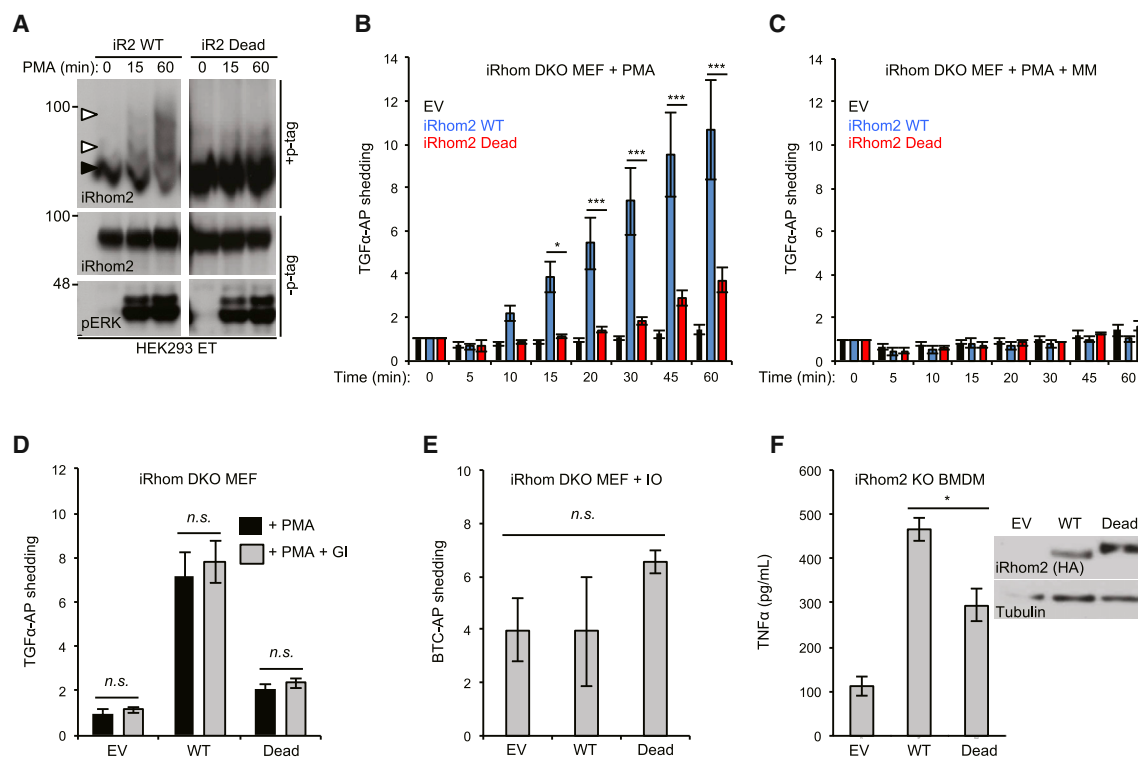 A
iR2 WT iR2 Dead
PMA (min): 0 15 60 0 15 60
100
iRhom2
+p-tag
100
iRhom2
48
pERK
-p-tag
HEK293 ET
B
iRhom DKO MEF + PMA
EV
iRhom2 WT
iRhom2 Dead
TGFα-AP shedding
14
12
10
8
6
4
2
0
* *** *** *** ***
Time (min): 0 5 10 15 20 30 45 60
C
iRhom DKO MEF + PMA + MM
EV
iRhom2 WT
iRhom2 Dead
TGFα-AP shedding
14
12
10
8
6
4
2
0
Time (min): 0 5 10 15 20 30 45 60
D
iRhom DKO MEF
+ PMA
+ PMA + GI
TGFα-AP shedding
12
10
8
6
4
2
0
n.s. n.s. n.s.
EV WT Dead
E
iRhom DKO MEF + IO
n.s.
BTC-AP shedding
10
8
6
4
2
0
EV WT Dead
F
iRhom2 KO BMDM
*
TNFα (pg/mL)
600
500
400
300
200
100
0
EV WT Dead
EV WT Dead
iRhom2 (HA)
Tubulin